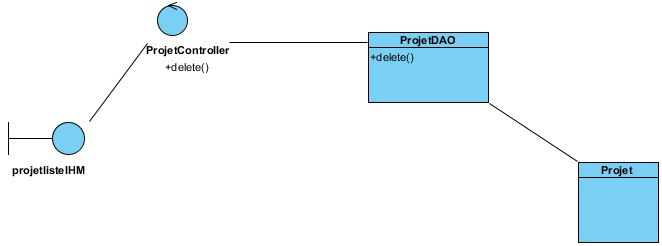 ProjetController
+delete()
ProjetDAO
+delete()
projetlisteIHM
Projet